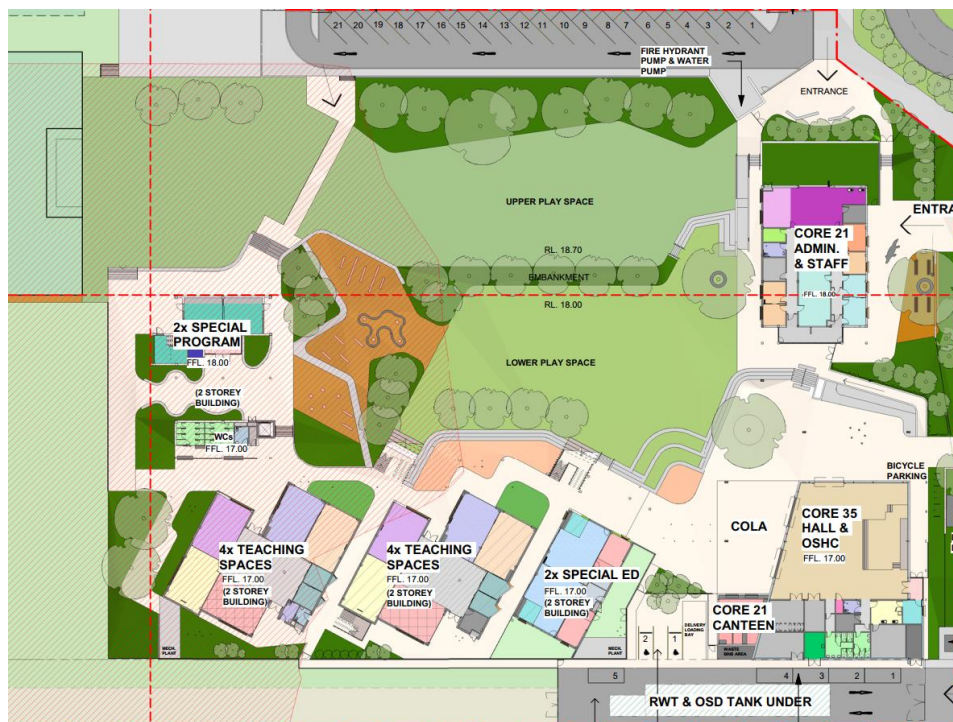 21 20 19 18 17 16 15 14 13 12 11 10 9 8 7 6 5 4 3 2 1
FIRE HYDRANT
PUMP & WATER
PUMP
ENTRANCE
UPPER PLAY SPACE
ENTRA
CORE 21
ADMIN.
& STAFF
FFL. 18.00
RL. 18.70
EMBANKMENT
RL. 18.00
2x SPECIAL
PROGRAM
FFL. 18.00
(2 STOREY
BUILDING)
LOWER PLAY SPACE
WCs
FFL. 17.00
BICYCLE
PARKING
4x TEACHING
SPACES
FFL. 17.00
(2 STOREY
BUILDING)
4x TEACHING
SPACES
FFL. 17.00
(2 STOREY
BUILDING)
2x SPECIAL ED
FFL. 17.00
(2 STOREY
BUILDING)
COLA
CORE 35
HALL &
OSHC
FFL. 17.00
CORE 21
CANTEEN
DELIVERY
LOADING
BAY
2 1
MECH.
PLANT
MECH.
PLANT
WASTE
BINS AREA
5 4 3 2 1
RWT & OSD TANK UNDER